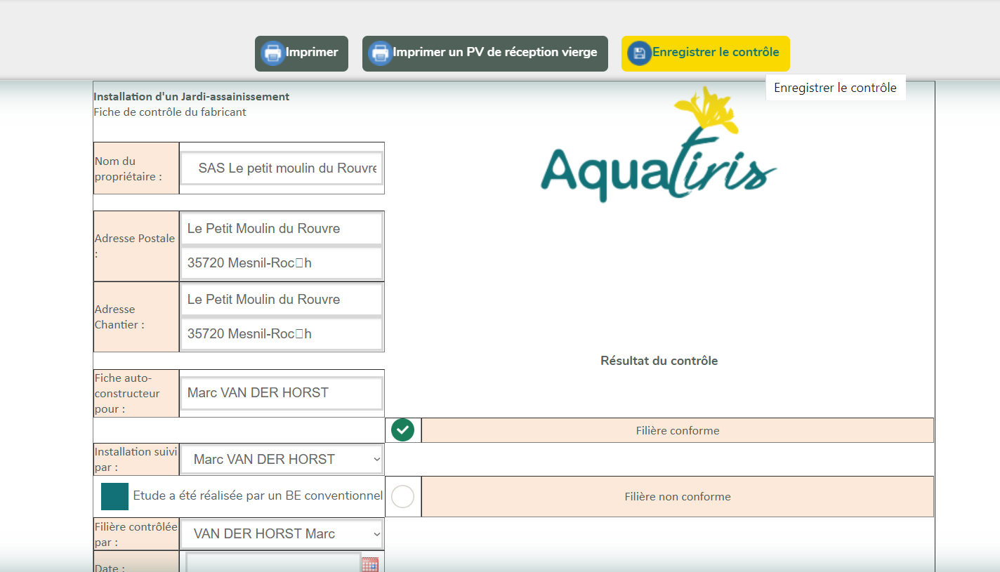 Imprimer
Imprimer un PV de réception vierge
Enregistrer le contrôle
Enregistrer le contrôle
Installation d'un Jardi-assainissement
Fiche de contrôle du fabricant
Aquatiris
Nom du
propriétaire :
SAS Le petit moulin du Rouvre
Adresse Postale
:
Le Petit Moulin du Rouvre
35720 Mesnil-Roc□h
Adresse
Chantier :
Le Petit Moulin du Rouvre
35720 Mesnil-Roc□h
Résultat du contrôle
Fiche auto-
constructeur
pour :
Marc VAN DER HORST
Filière conforme
Installation suivi
par :
Marc VAN DER HORST
Etude a été réalisée par un BE conventionnel
Filière non conforme
Filière contrôlée
par :
VAN DER HORST Marc
Date :